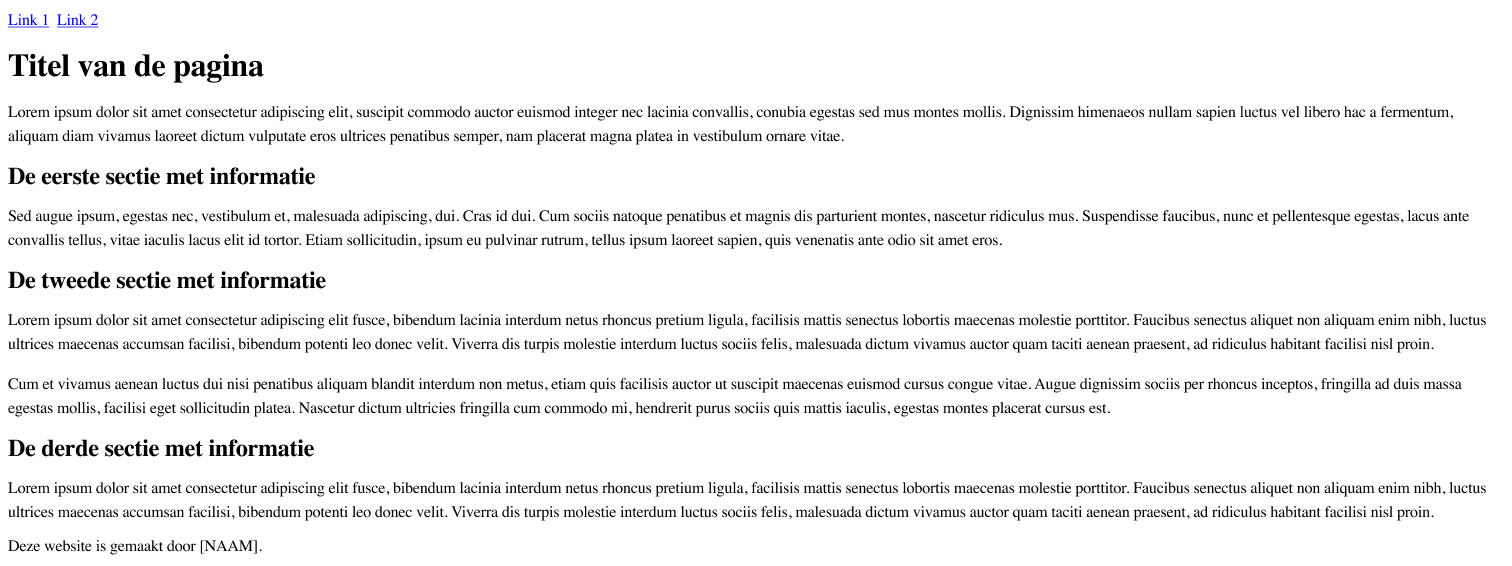 Link 1 Link 2
Titel van de pagina
Lorem ipsum dolor sit amet consectetur adipiscing elit, suscipit commodo auctor euismod integer nec lacinia convallis, conubia egestas sed mus montes mollis. Dignissim himenaeos nullam sapien luctus vel libero hac a fermentum,
aliquam diam vivamus laoreet dictum vulputate eros ultrices penatibus semper, nam placerat magna platea in vestibulum ornare vitae.
De eerste sectie met informatie
Sed augue ipsum, egestas nec, vestibulum et, malesuada adipiscing, dui. Cras id dui. Cum sociis natoque penatibus et magnis dis parturient montes, nascetur ridiculus mus. Suspendisse faucibus, nunc et pellentesque egestas, lacus ante
convallis tellus, vitae iaculis lacus elit id tortor. Etiam sollicitudin, ipsum eu pulvinar rutrum, tellus ipsum laoreet sapien, quis venenatis ante odio sit amet eros.
De tweede sectie met informatie
Lorem ipsum dolor sit amet consectetur adipiscing elit fusce, bibendum lacinia interdum netus rhoncus pretium ligula, facilisis mattis senectus lobortis maecenas molestie porttitor. Faucibus senectus aliquet non aliquam enim nibh, luctus
ultrices maecenas accumsan facilisi, bibendum potenti leo donec velit. Viverra dis turpis molestie interdum luctus sociis felis, malesuada dictum vivamus auctor quam taciti aenean praesent, ad ridiculus habitant facilisi nisl proin.
Cum et vivamus aenean luctus dui nisi penatibus aliquam blandit interdum non metus, etiam quis facilisis auctor ut suscipit maecenas euismod cursus congue vitae. Augue dignissim sociis per rhoncus inceptos, fringilla ad duis massa
egestas mollis, facilisi eget sollicitudin platea. Nascetur dictum ultricies fringilla cum commodo mi, hendrerit purus sociis quis mattis iaculis, egestas montes placerat cursus est.
De derde sectie met informatie
Lorem ipsum dolor sit amet consectetur adipiscing elit fusce, bibendum lacinia interdum netus rhoncus pretium ligula, facilisis mattis senectus lobortis maecenas molestie porttitor. Faucibus senectus aliquet non aliquam enim nibh, luctus
ultrices maecenas accumsan facilisi, bibendum potenti leo donec velit. Viverra dis turpis molestie interdum luctus sociis felis, malesuada dictum vivamus auctor quam taciti aenean praesent, ad ridiculus habitant facilisi nisl proin.
Deze website is gemaakt door [NAAM].